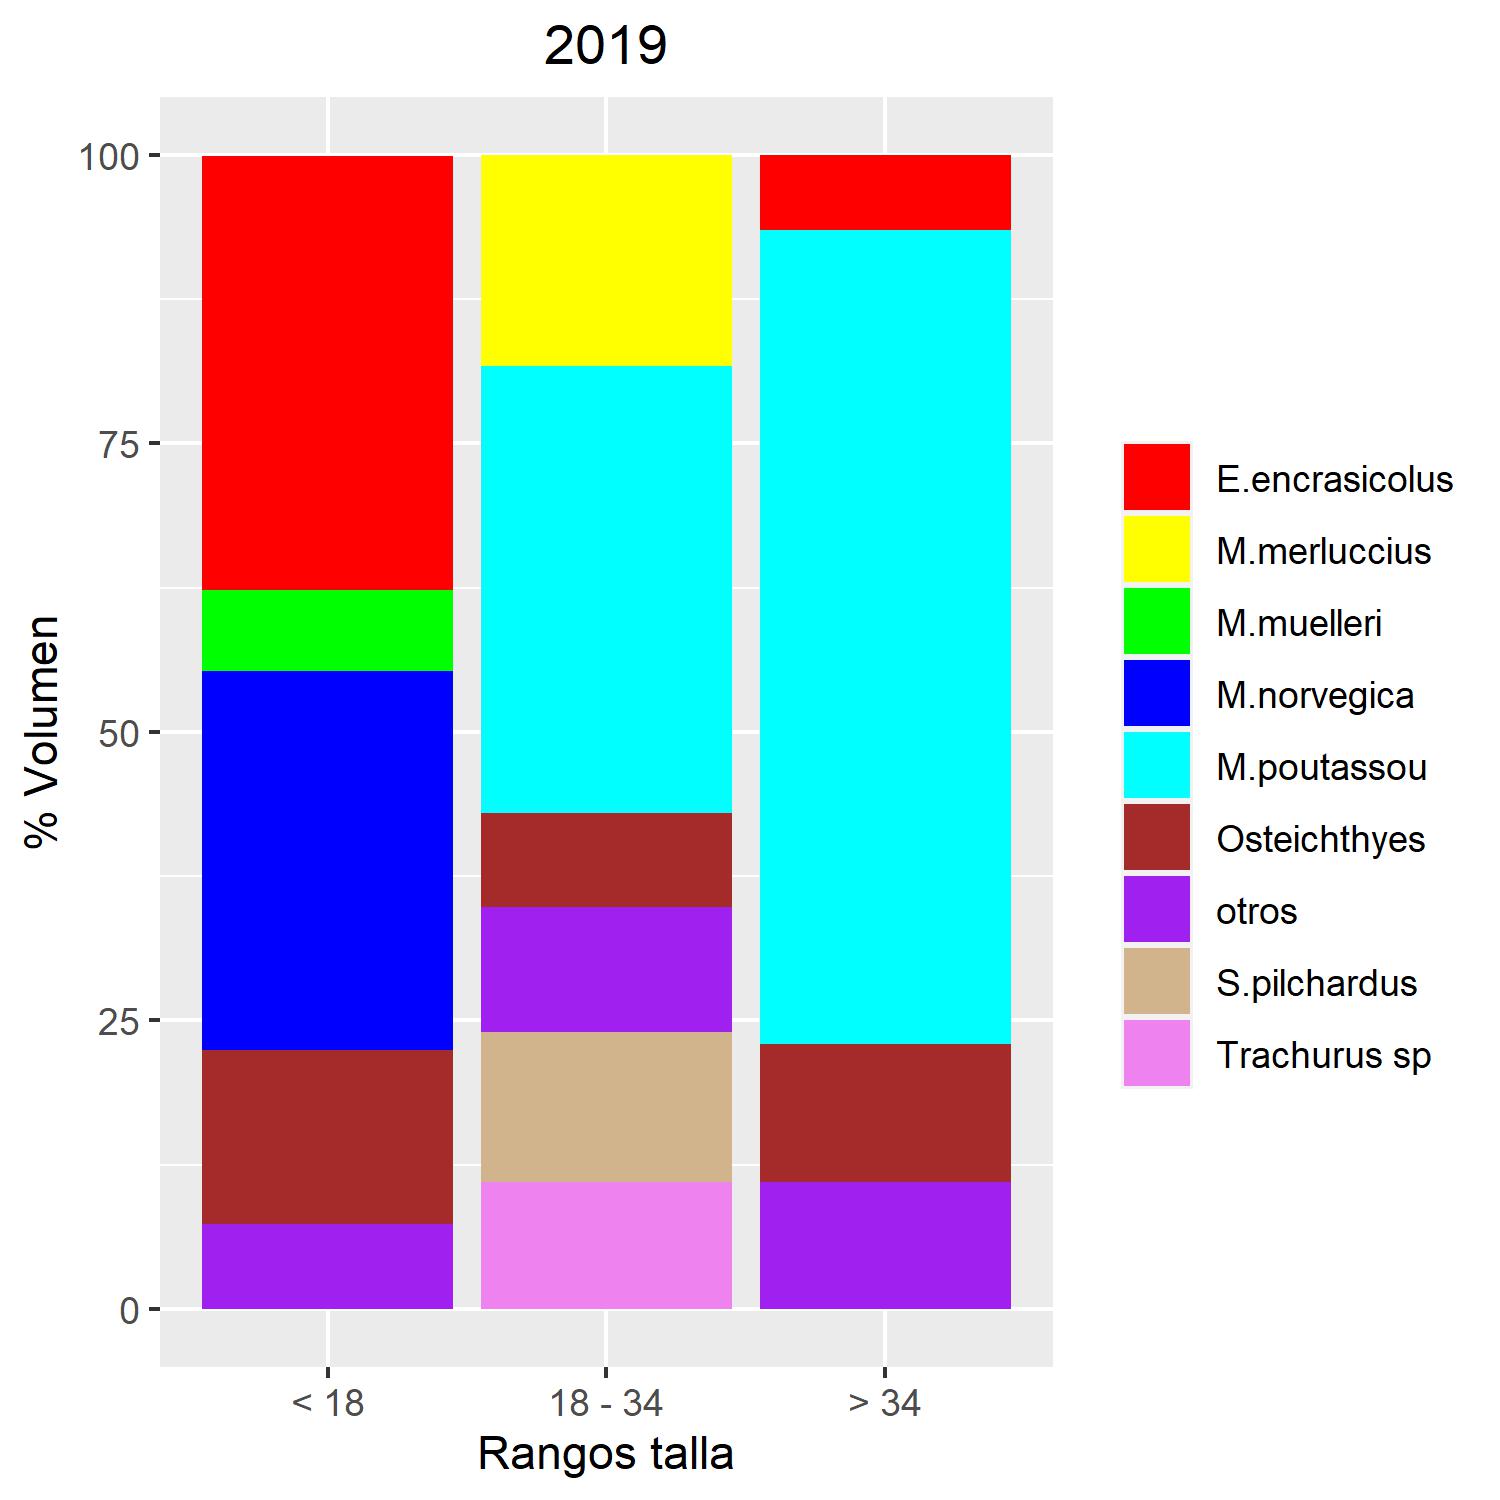 2019
% Volumen
100
75
50
25
0
< 18
18 - 34
> 34
Rangos talla
E.encrasicolus
M.merluccius
M.muelleri
M.norvegica
M.poutassou
Osteichthyes
otros
S.pilchardus
Trachurus sp